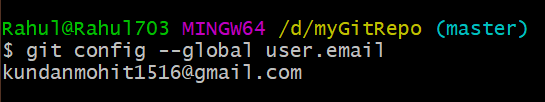 Rahul@Rahul703 MINGW64 /d/myGitRepo (master)
$ git config --global user.email
kundanmohit1516@gmail.com